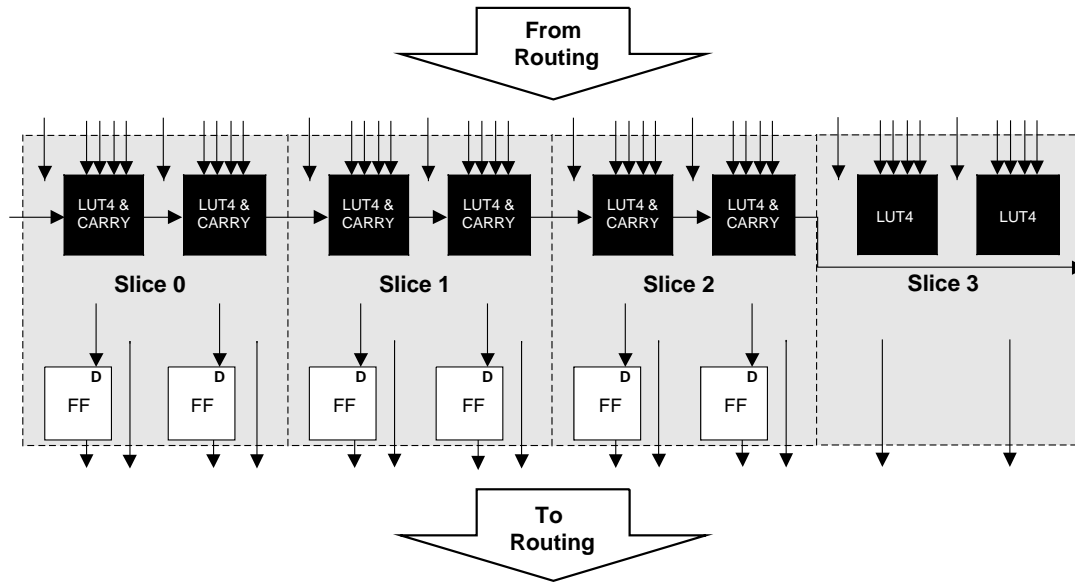 From
Routing
LUT4 &
CARRY
LUT4 &
CARRY
LUT4 &
CARRY
LUT4 &
CARRY
LUT4 &
CARRY
LUT4 &
CARRY
LUT4
LUT4
Slice 0
Slice 1
Slice 2
Slice 3
D
FF
D
FF
D
FF
D
FF
D
FF
D
FF
To
Routing